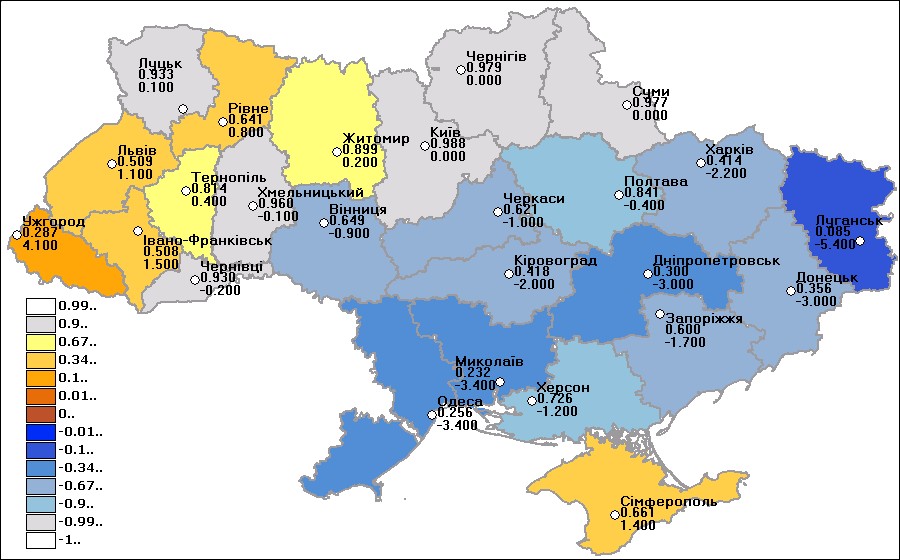 Луцьк
0.933
0.100
Рівне
0.641
0.800
Львів
0.509
1.100
Житомир
0.899
0.200
Київ
0.988
0.000
Чернігів
0.979
0.000
Суми
0.977
0.000
Харків
0.414
-2.200
Тернопіль
0.814
0.400
Хмельницький
0.960
-0.100
Вінниця
0.649
-0.900
Черкаси
0.621
-1.000
Полтава
0.841
-0.400
Луганськ
0.085
-5.400
Ужгород
0.287
4.100
Івано-Франківськ
0.508
1.500
Чернівці
0.930
-0.200
Кіровоград
0.418
-2.000
Дніпропетровськ
0.300
-3.000
Донецьк
0.356
-3.000
Запоріжжя
0.600
-1.700
Миколаїв
0.232
-3.400
Одеса
0.256
-3.400
Херсон
0.726
-1.200
Сімферополь
0.661
1.400
0.99..
0.9..
0.67..
0.34..
0.1..
0.01..
0..
-0.01..
-0.1..
-0.34..
-0.67..
-0.9..
-0.99..
-1..